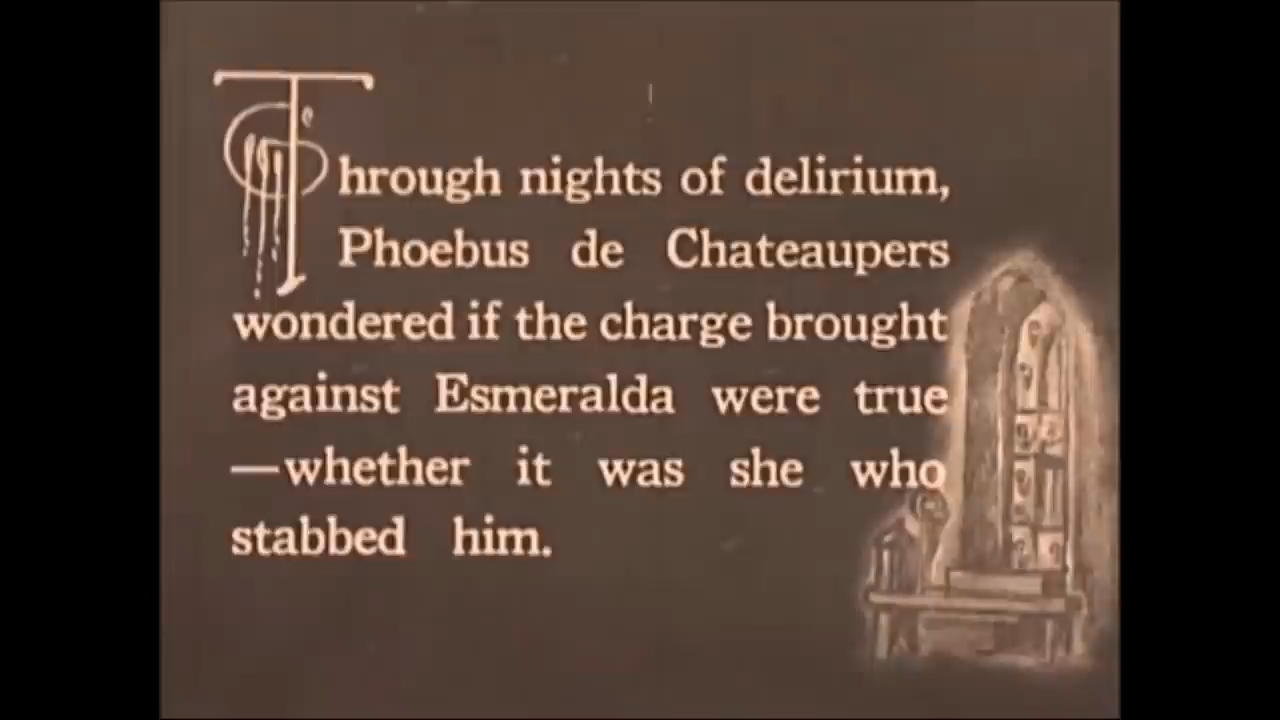 Through nights of delirium,
Phoebus de Chateaupers
wondered if the charge brought
against Esmeralda were true
—whether it was she who
stabbed him.